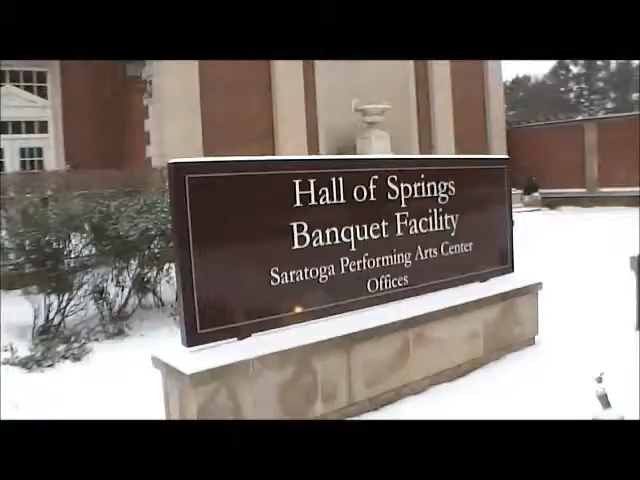 Hall of Springs
Banquet Facility
Saratoga Performing Arts Center
Offices